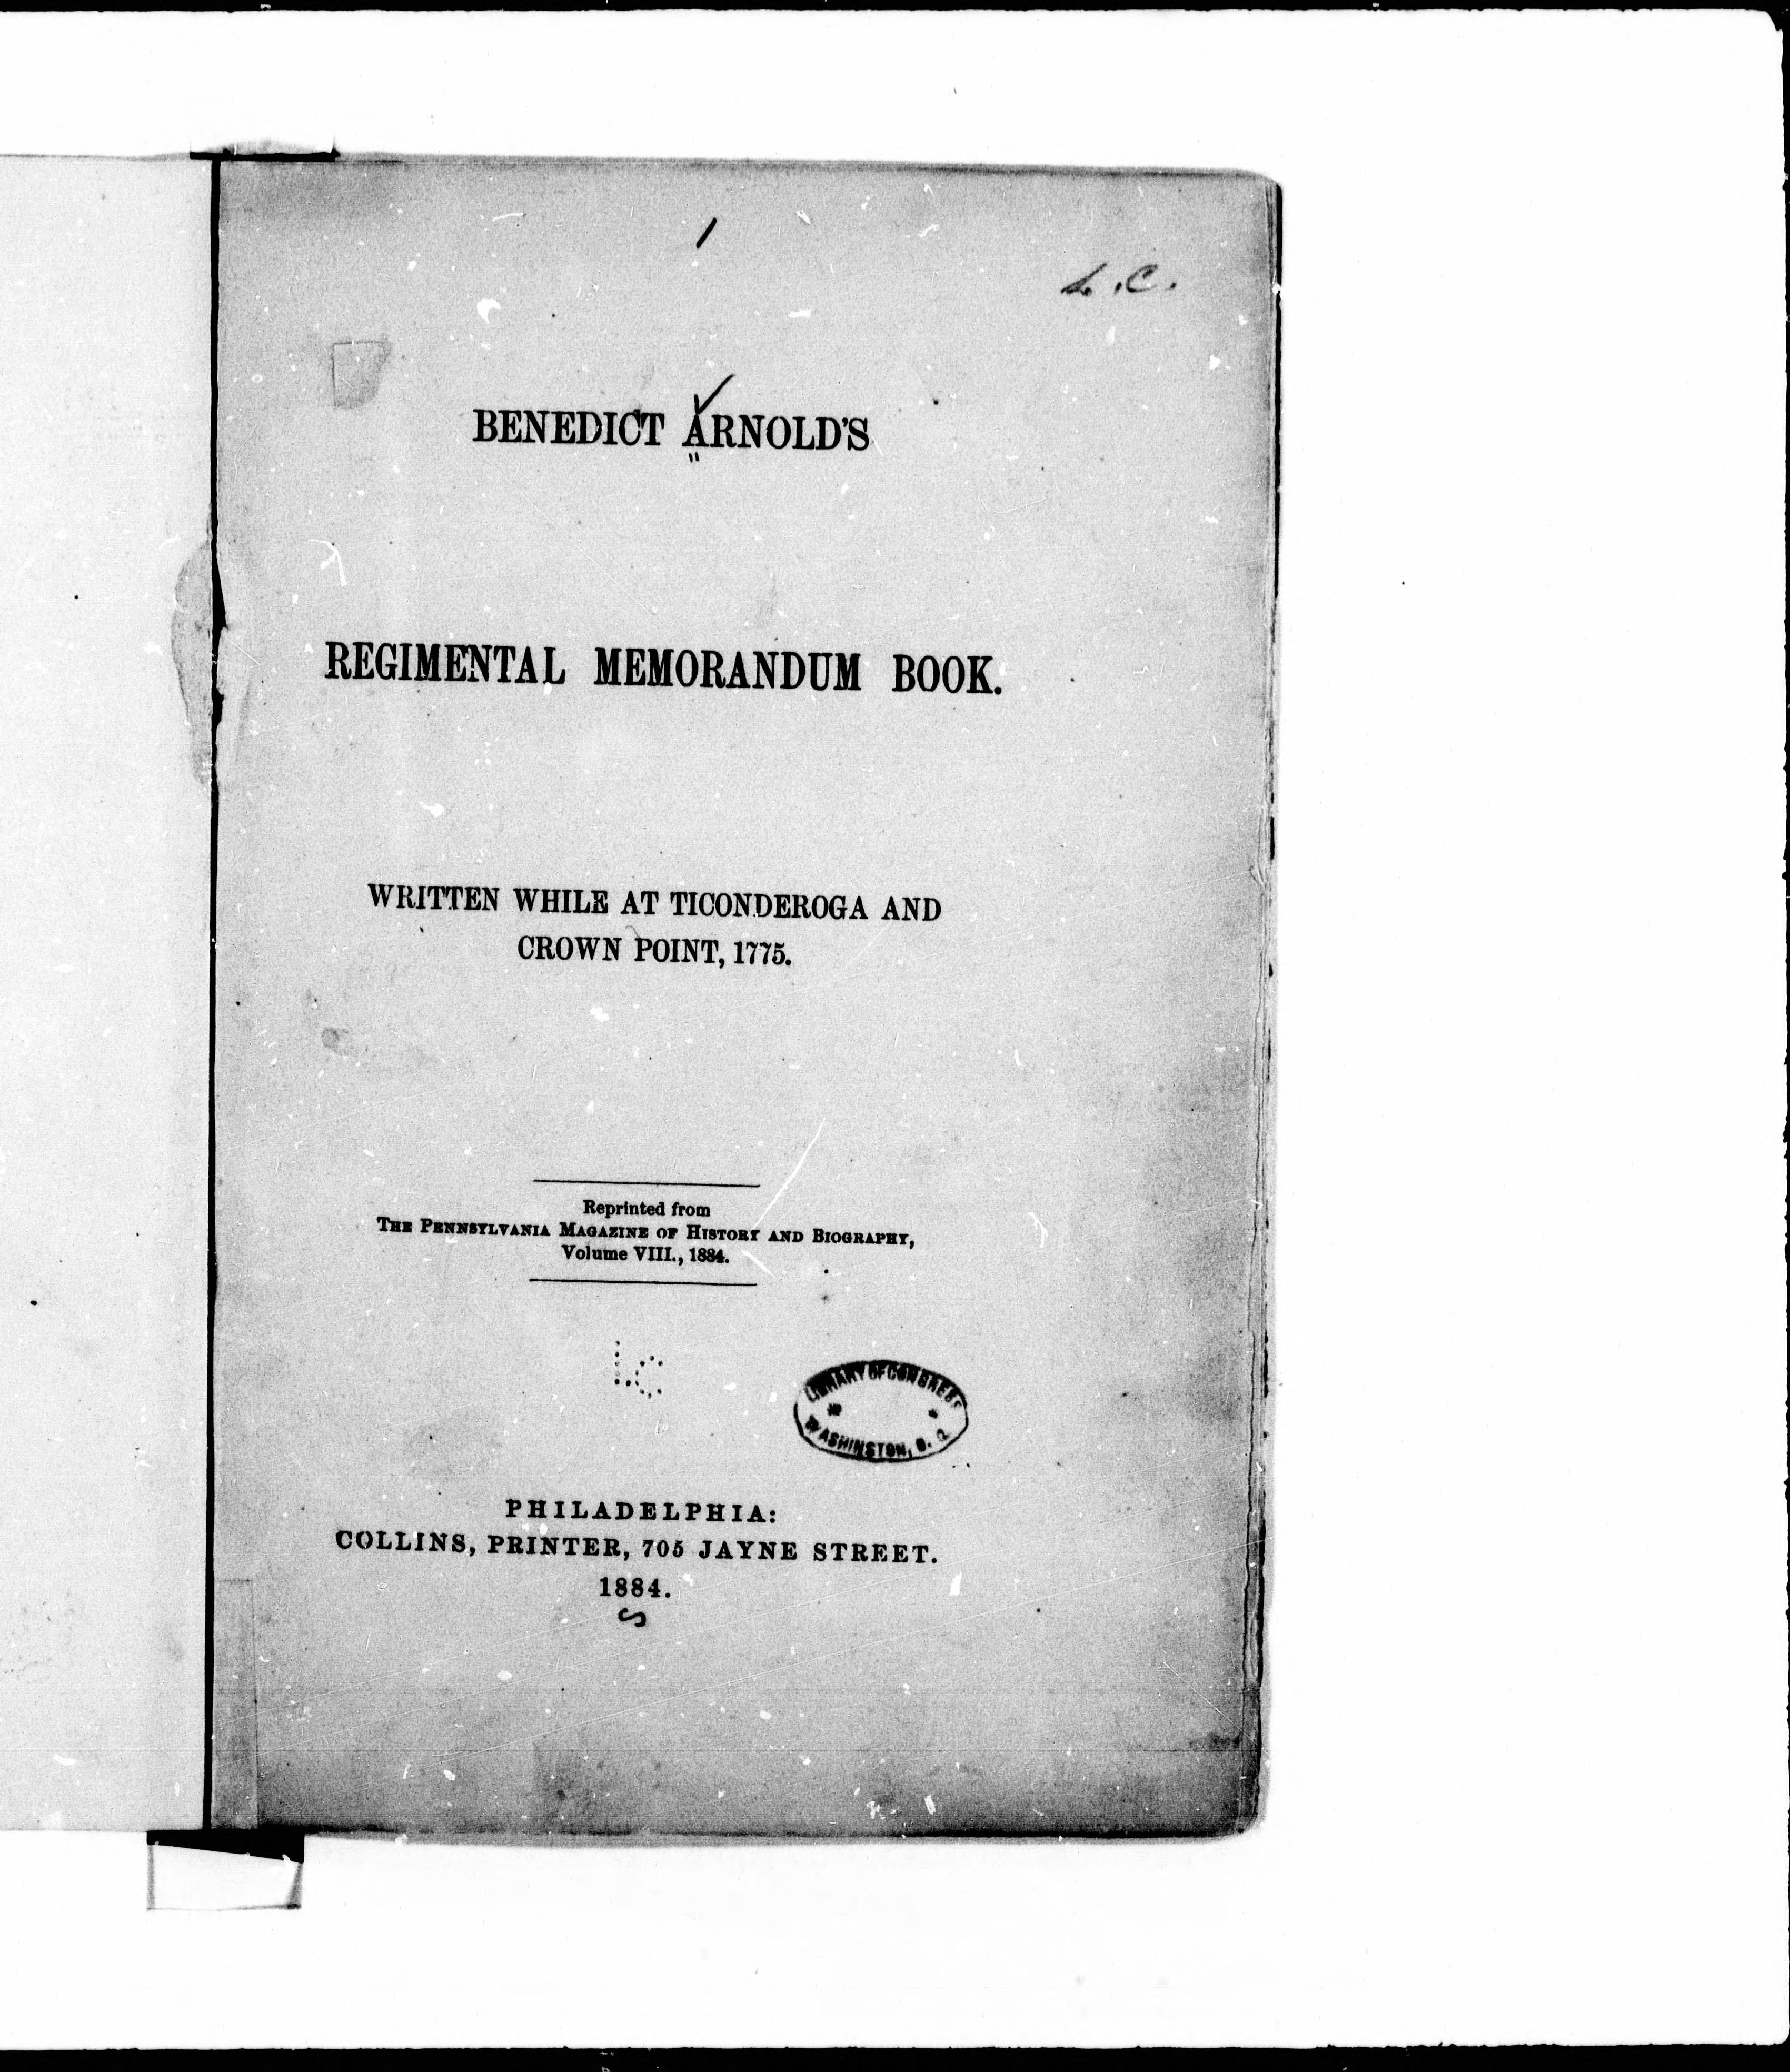 1
L.C.
BENEDICT ARNOLD'S
REGIMENTAL MEMORANDUM BOOK.
WRITTEN WHILE AT TICONDEROGA AND
CROWN POINT, 1775.
Reprinted from
THE PENNSYLVANIA MAGAZINE OF HISTORY AND BIOGRAPHY,
Volume VIII., 1884.
LC
LIBRARY OF CONGRESS
WASHINGTON, D. C.
PHILADELPHIA:
COLLINS, PRINTER, 705 JAYNE STREET.
1884.